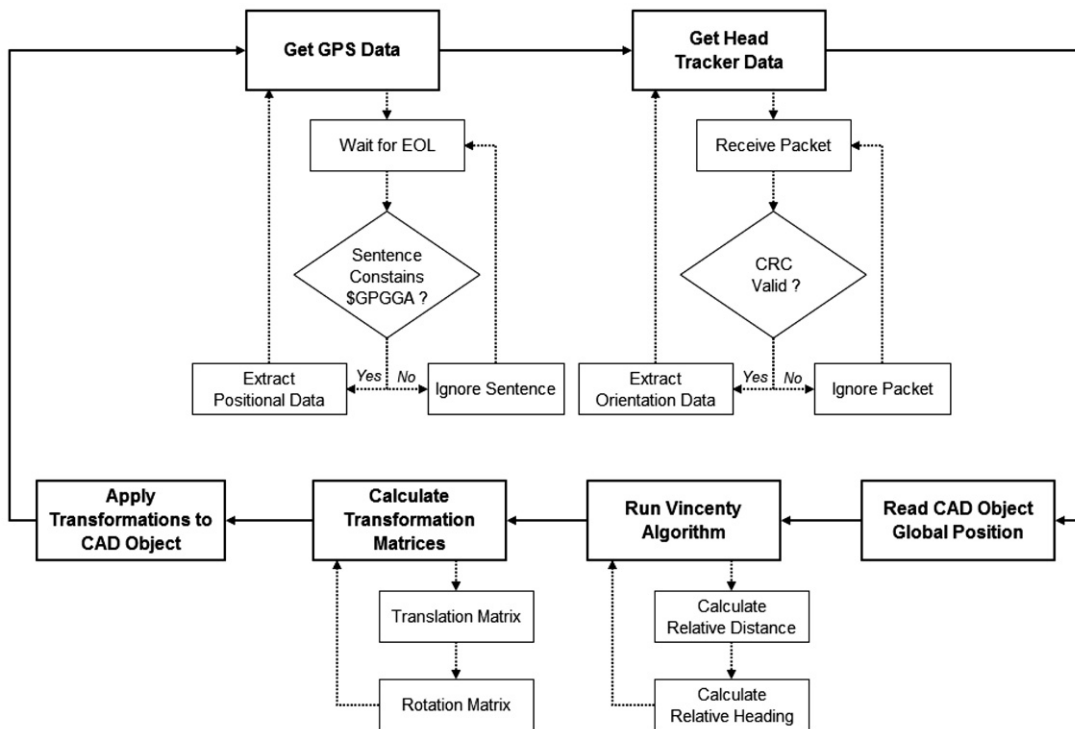 Get GPS Data
Get Head
Tracker Data
Wait for EOL
Receive Packet
Sentence
Constains
$GPGGA ?
CRC
Valid ?
Yes
No
Extract
Positional Data
Ignore Sentence
Yes
No
Extract
Orientation Data
Ignore Packet
Apply
Transformations to
CAD Object
Calculate
Transformation
Matrices
Run Vincenty
Algorithm
Read CAD Object
Global Position
Translation Matrix
Calculate
Relative Distance
Rotation Matrix
Calculate
Relative Heading